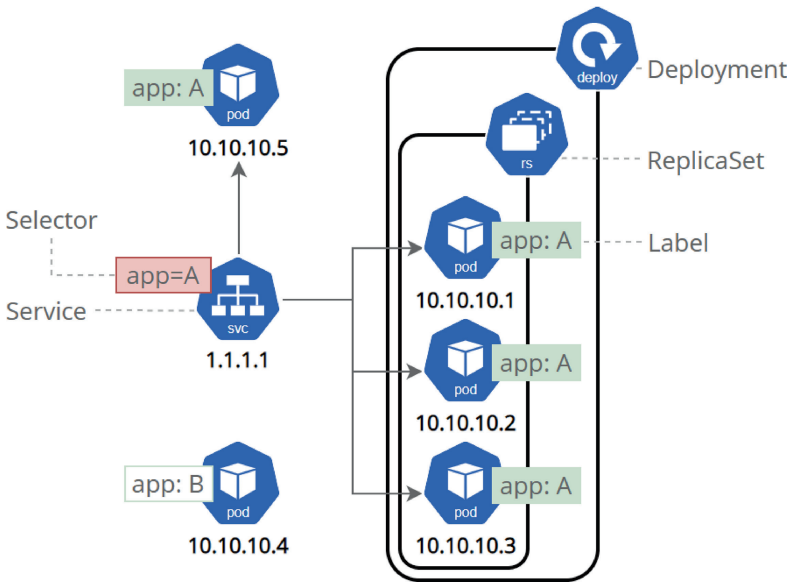 deploy
Deployment
app: A
pod
10.10.10.5
rs
ReplicaSet
Selector
app=A
Service
svc
1.1.1.1
pod
app: A
Label
10.10.10.1
pod
app: A
10.10.10.2
app: B
pod
10.10.10.4
pod
app: A
10.10.10.3